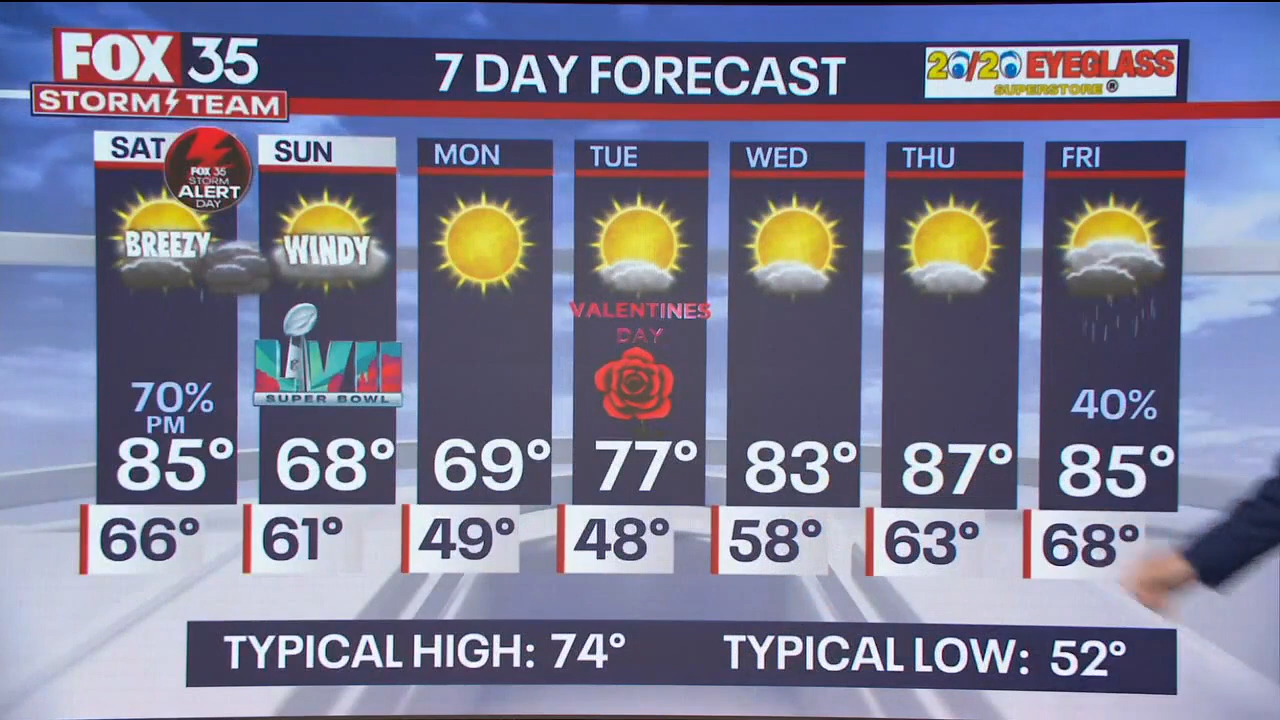 FOX 35
STORM TEAM
7 DAY FORECAST
20/20 EYEGLASS
SUPERSTORE ®
SAT
FOX 35
STORM
ALERT
DAY
BREEZY
70%
PM
85°
66°
SUN
WINDY
LVII
SUPER BOWL
68°
61°
MON
69°
49°
TUE
VALENTINES
DAY
77°
48°
WED
83°
58°
THU
87°
63°
FRI
40%
85°
68°
TYPICAL HIGH: 74°
TYPICAL LOW: 52°